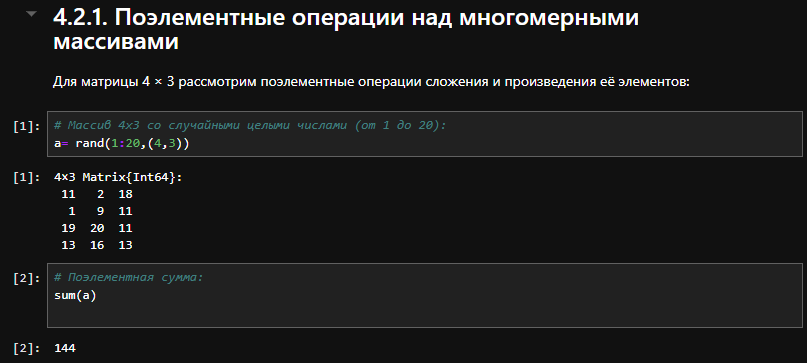 4.2.1. Поэлементные операции над многомерными
массивами
Для матрицы 4 × 3 рассмотрим поэлементные операции сложения и произведения её элементов:
[1]: # Массив 4x3 со случайными целыми числами (от 1 до 20):
a= rand(1:20,(4,3))
[1]: 4×3 Matrix{Int64}:
11 2 18
1 9 11
19 20 11
13 16 13
[2]: # Поэлементная сумма:
sum(a)
[2]: 144